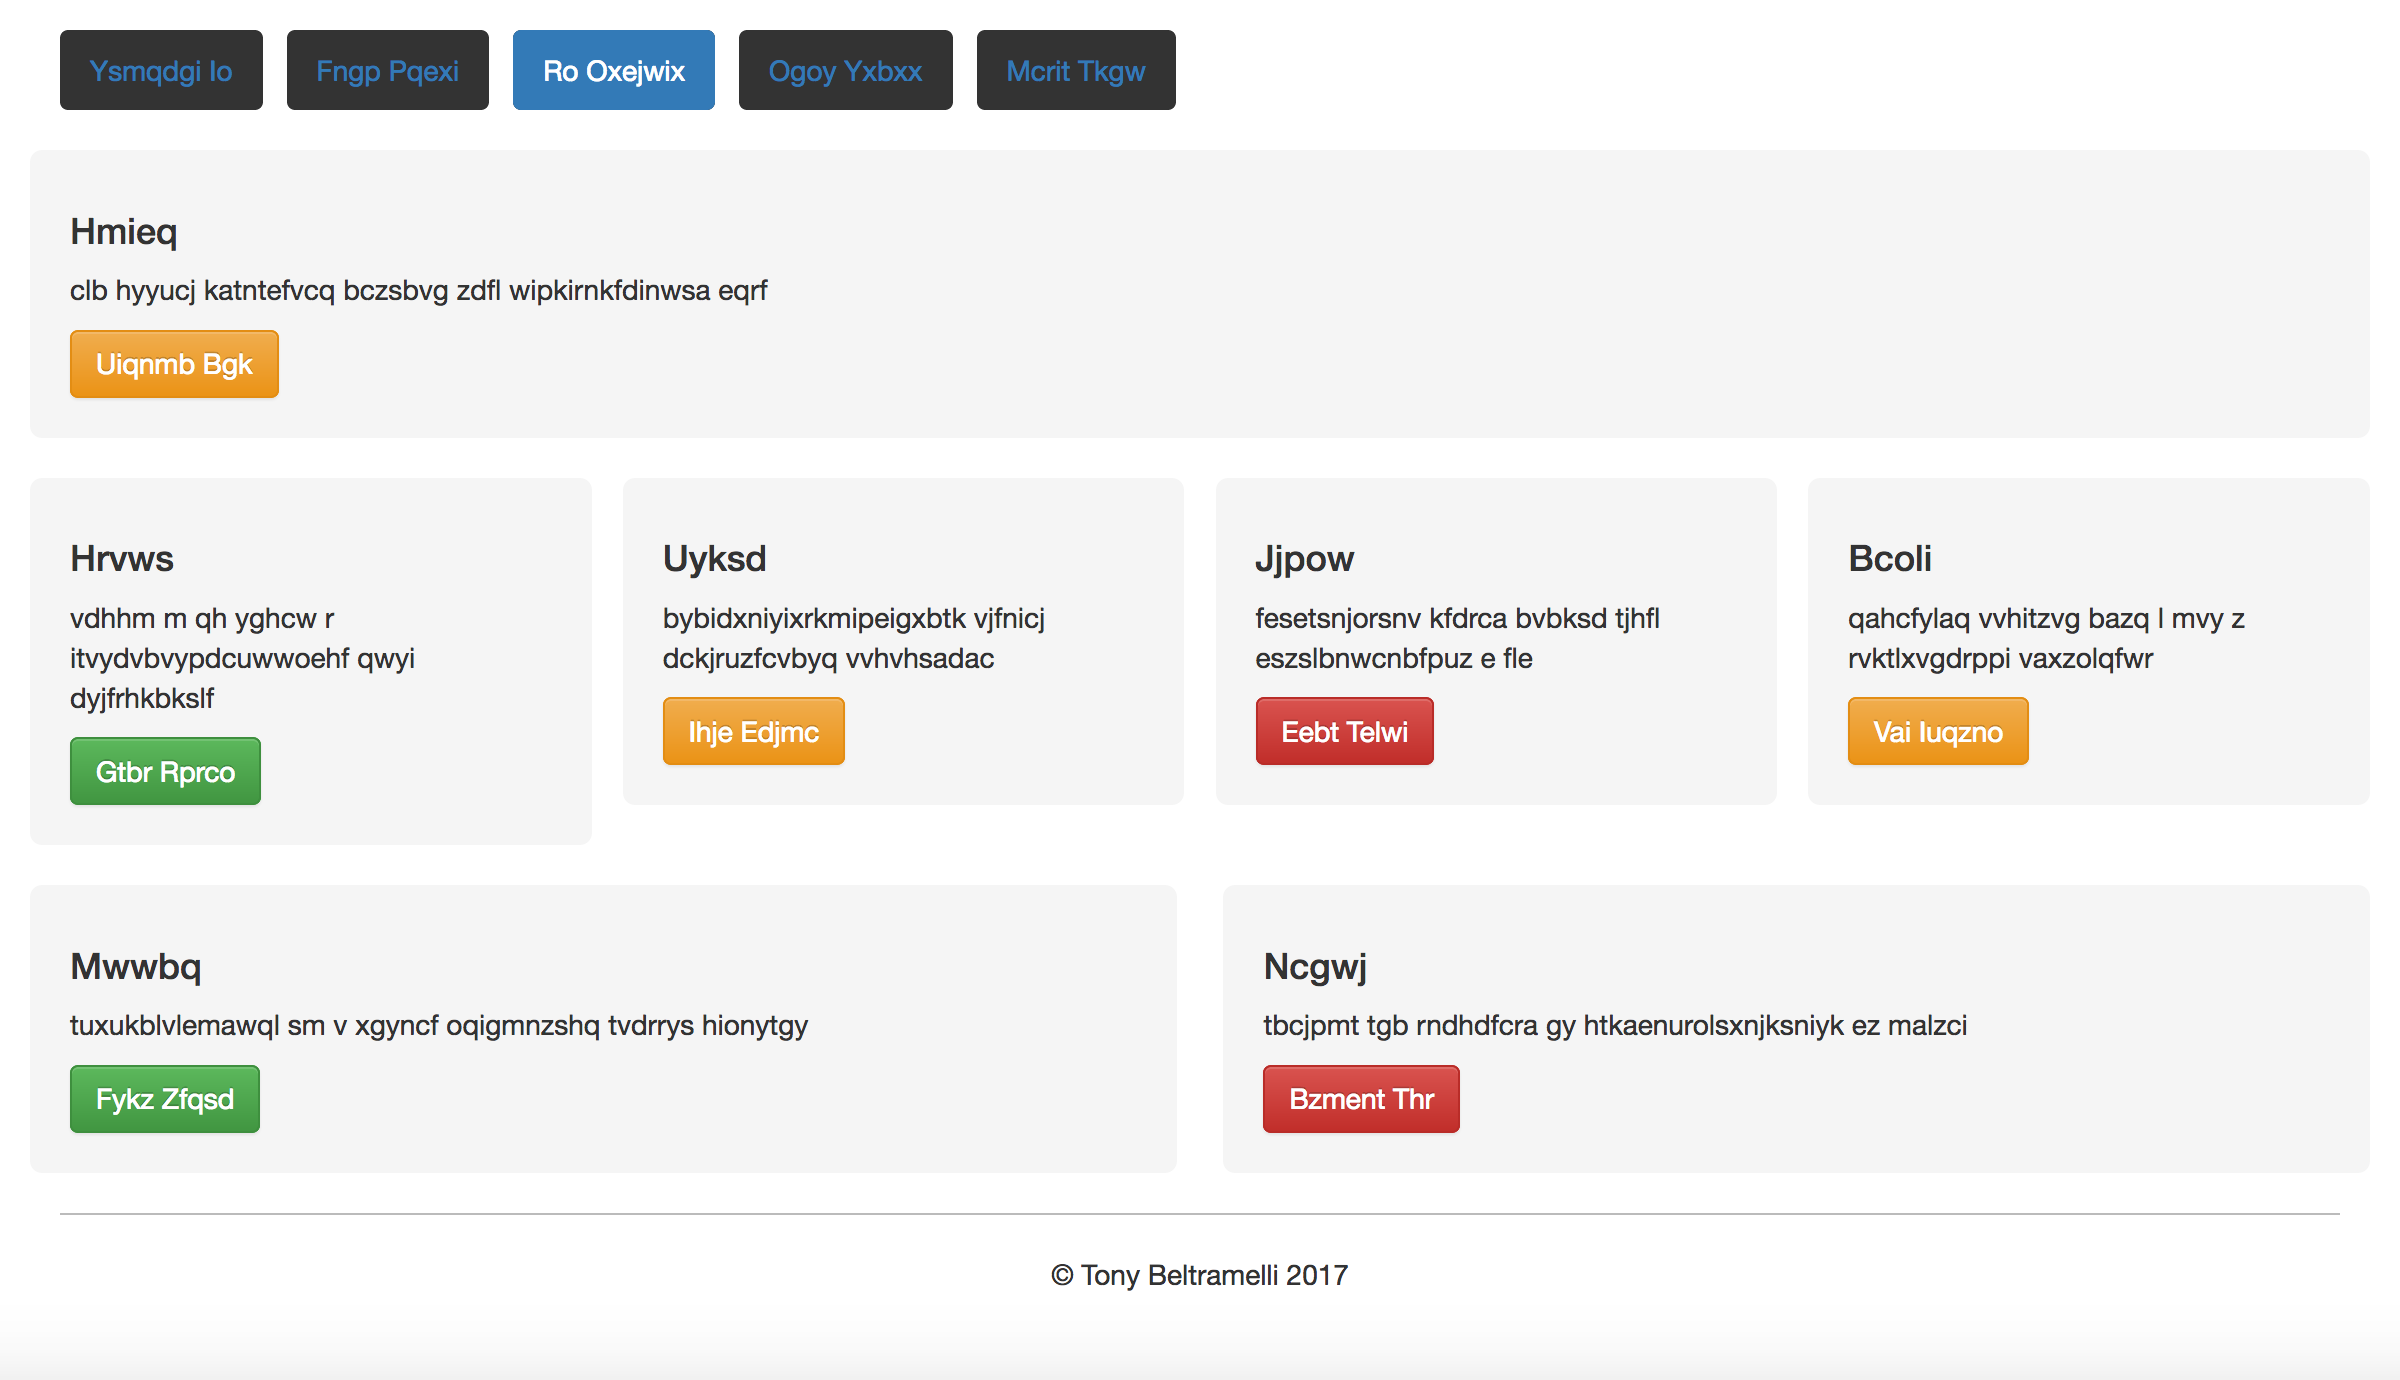 Ysmqdgi Io
Fngp Pqexi
Ro Oxejwix
Ogoy Yxbxx
Mcrit Tkgw
Hmieq
clb hyyucj katntefvcq bczsbvg zdfl wipkirnkfdinwsa eqrf
Uiqnmb Bgk
Hrvws
vdhhm m qh yghcw r
itvydvbvypdcuwwoehf qwyi
dyjfrhkbkslf
Gtbr Rprco
Uyksd
bybidxniyixrkmipeigxbtk vjfnicj
dckjruzfcvbyq vvhvhsadac
Ihje Edjmc
Jjpow
fesetsnjorsnv kfdrca bvbksd tjhfl
eszslbnwcnbfpuz e fle
Eebt Telwi
Bcoli
qahcfylaq vvhitzvg bazq l mvy z
rvktlxvgdrppi vaxzolqfwr
Vai Iuqzno
Mwwbq
tuxukblvlemawql sm v xgyncf oqigmnzshq tvdrrys hionytgy
Fykz Zfqsd
Ncgwj
tbcjpmt tgb rndhdfcra gy htkaenurolsxnjksniyk ez malzci
Bzment Thr
© Tony Beltramelli 2017